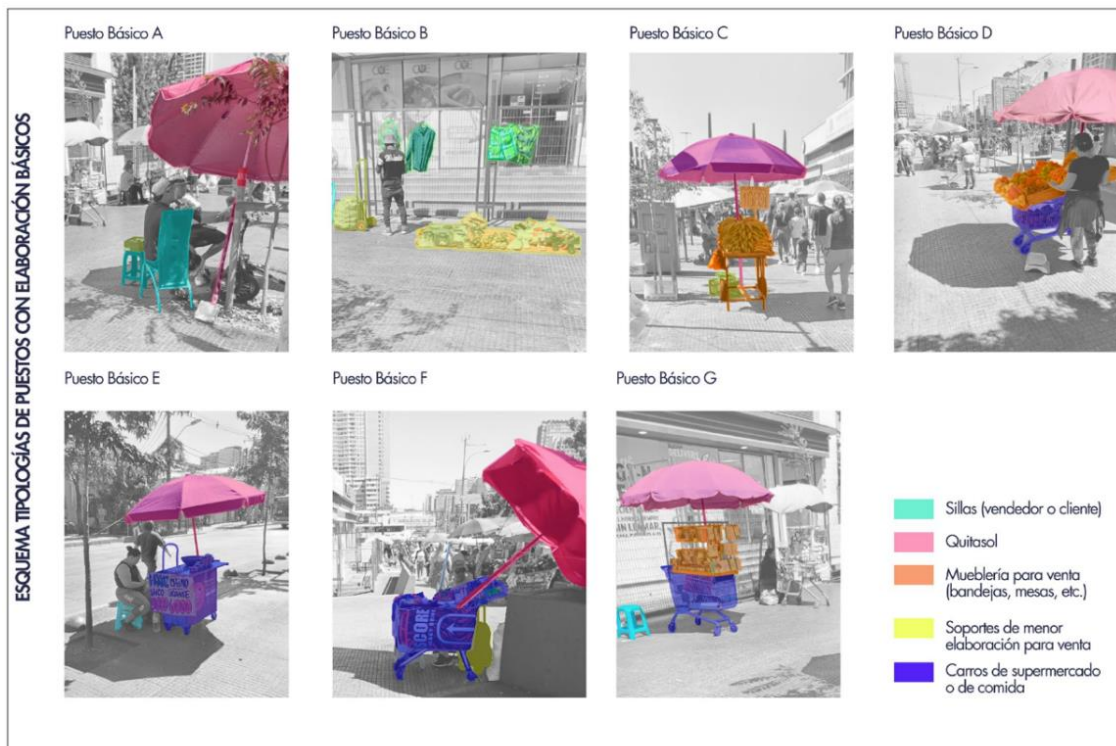 ESQUEMA TIPOLOGÍAS DE PUESTOS CON ELABORACIÓN BÁSICOS
Puesto Básico A
Puesto Básico B
Puesto Básico C
Puesto Básico D
Puesto Básico E
Puesto Básico F
Puesto Básico G
Sillas (vendedor o cliente)
Quitasol
Mueblería para venta
(bandejas, mesas, etc.)
Soportes de menor
elaboración para venta
Carros de supermercado
o de comida